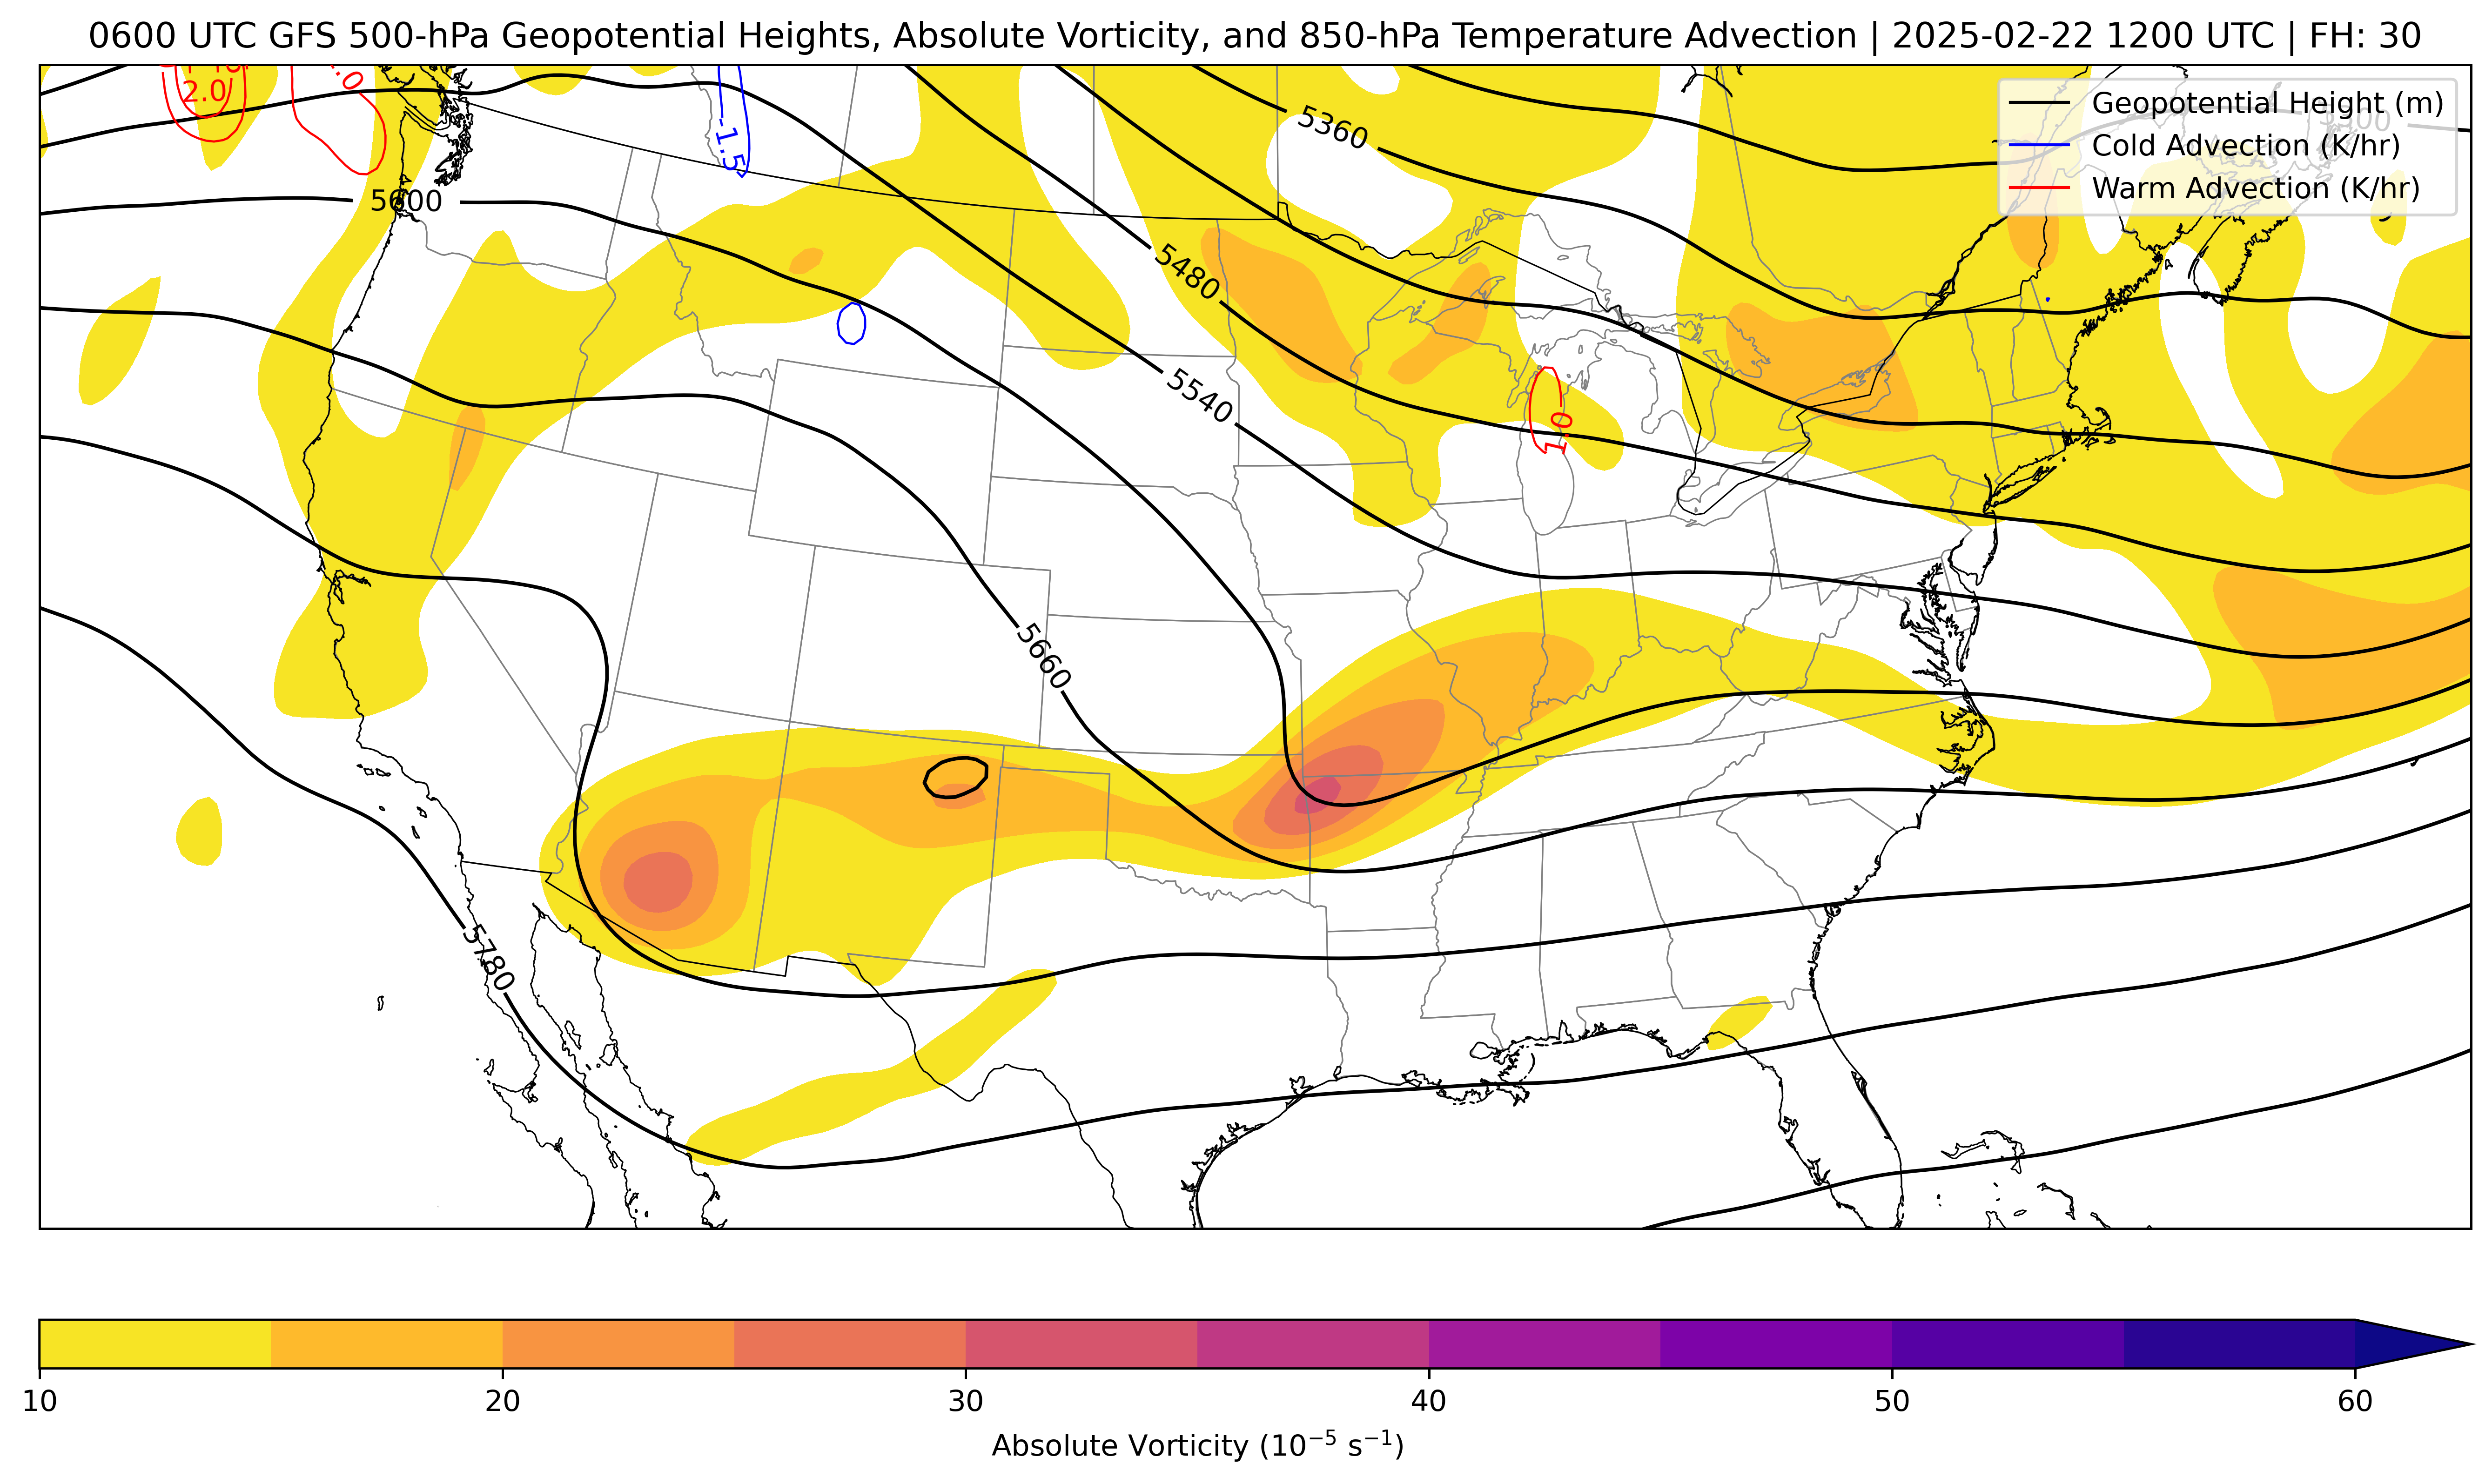 0600 UTC GFS 500-hPa Geopotential Heights, Absolute Vorticity, and 850-hPa Temperature Advection | 2025-02-22 1200 UTC | FH: 30
2.0
-1.5
5360
Geopotential Height (m)
Cold Advection (K/hr)
Warm Advection (K/hr)
5600
5480
5540
1.0
5660
5780
10 20 30 40 50 60
Absolute Vorticity (10⁻⁵ s⁻¹)